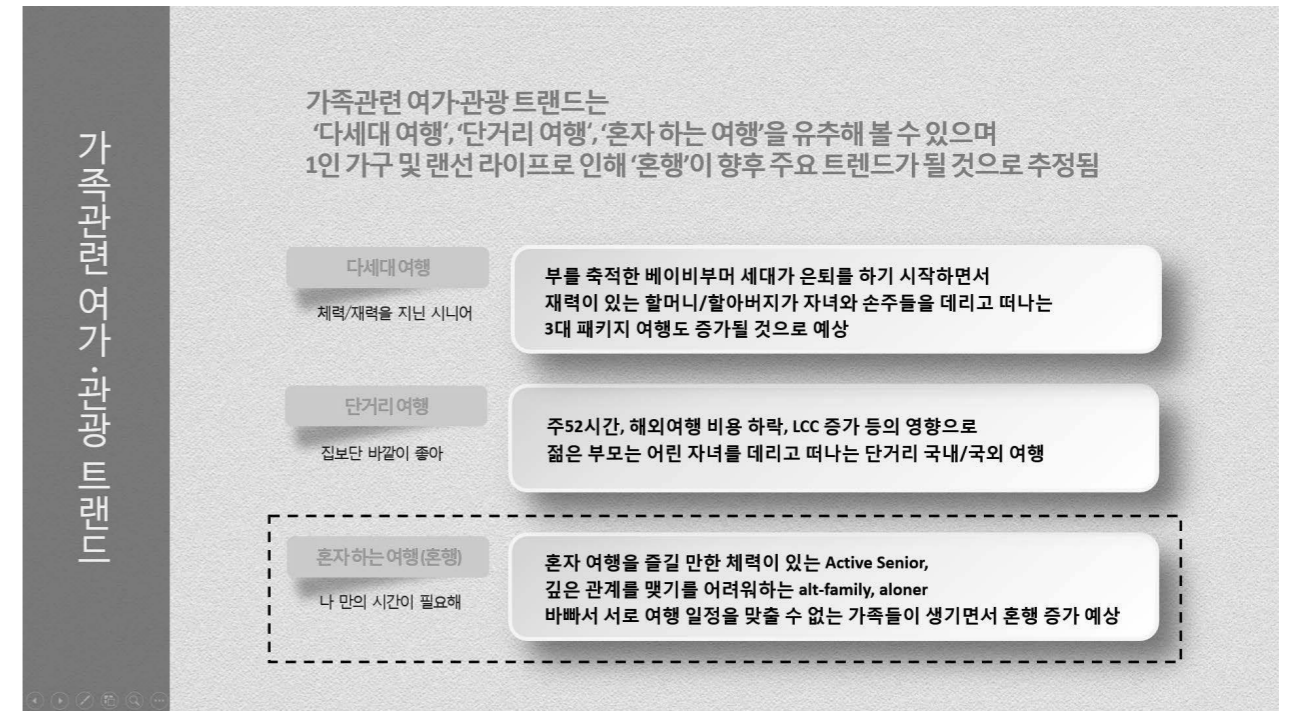 가족관련 여가·관광 트랜드
가족관련 여가·관광 트랜드는
‘다세대 여행’, ‘단거리 여행’, ‘혼자 하는 여행’을 유추해 볼 수 있으며
1인 가구 및 랜선 라이프로 인해 ‘혼행’이 향후 주요 트렌드가 될 것으로 추정됨
다세대 여행
체력/재력을 지닌 시니어
부를 축적한 베이비부머 세대가 은퇴를 하기 시작하면서
재력이 있는 할머니/할아버지가 자녀와 손주들을 데리고 떠나는
3대 패키지 여행도 증가될 것으로 예상
단거리 여행
집보단 바깥이 좋아
주52시간, 해외여행 비용 하락, LCC 증가 등의 영향으로
젊은 부모는 어린 자녀를 데리고 떠나는 단거리 국내/국외 여행
혼자 하는 여행(혼행)
나 만의 시간이 필요해
혼자 여행을 즐길 만한 체력이 있는 Active Senior,
깊은 관계를 맺기를 어려워하는 alt-family, aloner
바빠서 서로 여행 일정을 맞출 수 없는 가족들이 생기면서 혼행 증가 예상